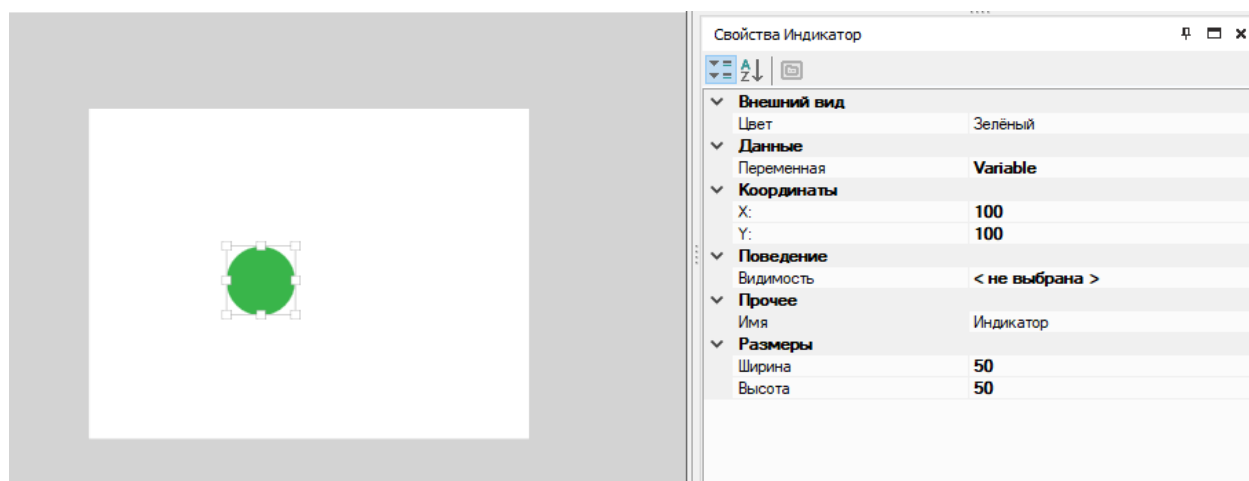 Свойства Индикатор
Внешний вид
Цвет Зелёный
Данные
Переменная Variable
Координаты
X: 100
Y: 100
Поведение
Видимость < не выбрана >
Прочее
Имя Индикатор
Размеры
Ширина 50
Высота 50